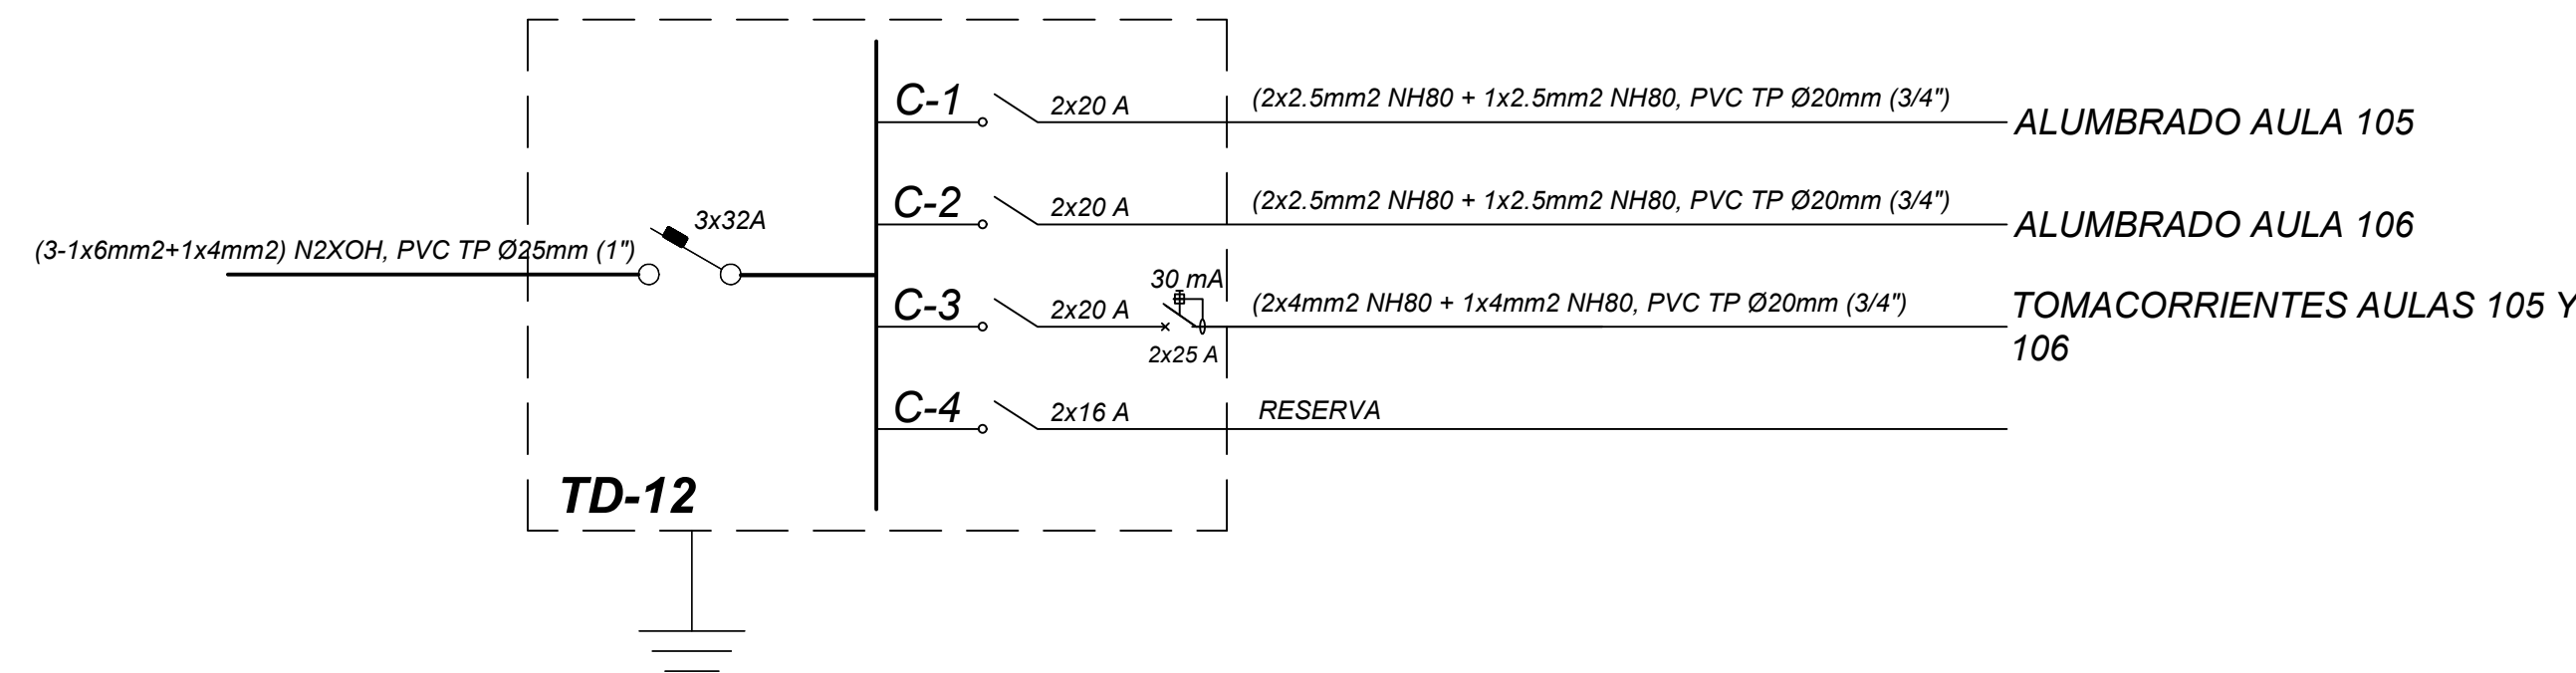 C-1 2x20 A (2x2.5mm2 NH80 + 1x2.5mm2 NH80, PVC TP Ø20mm (3/4") ALUMBRADO AULA 105
C-2 2x20 A (2x2.5mm2 NH80 + 1x2.5mm2 NH80, PVC TP Ø20mm (3/4") ALUMBRADO AULA 106
3x32A
(3-1x6mm2+1x4mm2) N2XOH, PVC TP Ø25mm (1")
30 mA
C-3 2x20 A (2x4mm2 NH80 + 1x4mm2 NH80, PVC TP Ø20mm (3/4") TOMACORRIENTES AULAS 105 Y
106
2x25 A
C-4 2x16 A RESERVA
TD-12